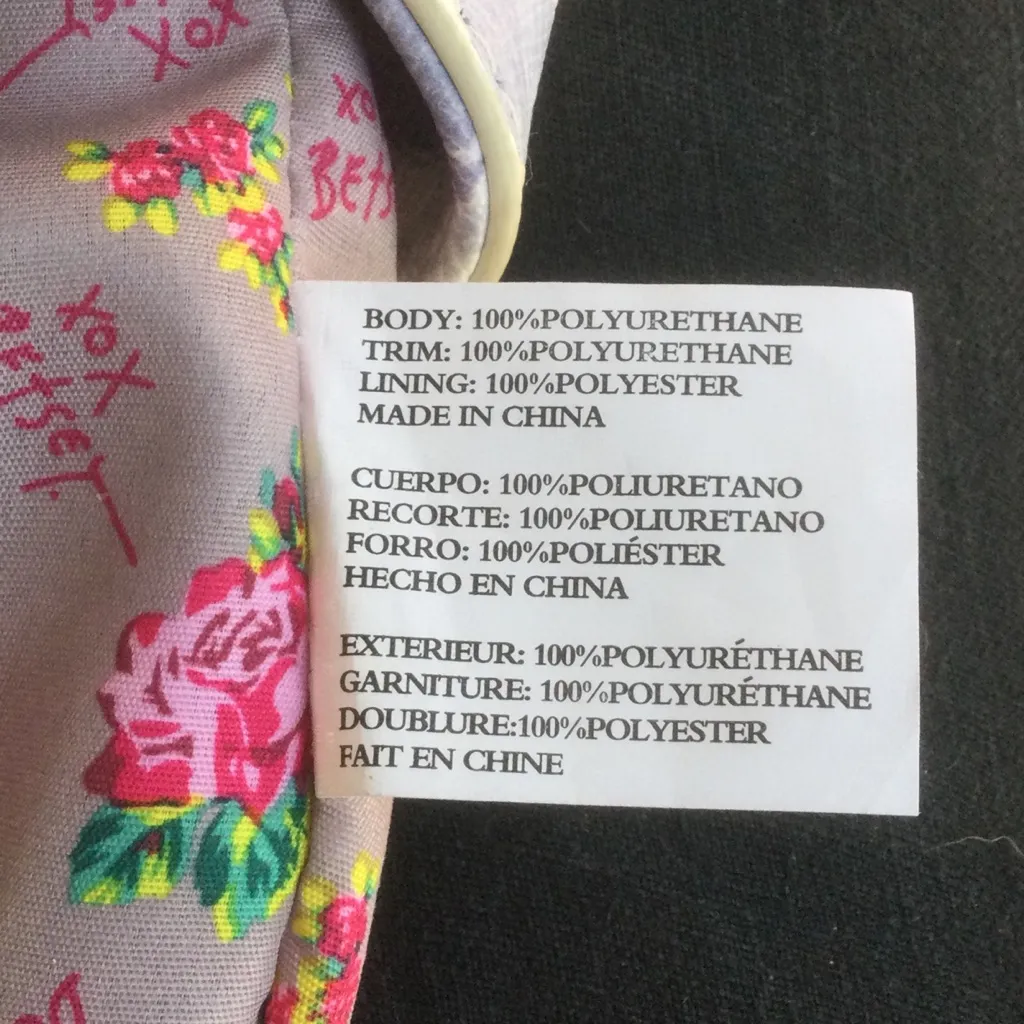 XOX
XO
BETS
XOX
BETSEY
BODY: 100%POLYURETHANE
TRIM: 100%POLYURETHANE
LINING: 100%POLYESTER
MADE IN CHINA
CUERPO: 100%POLIURETANO
RECORTE: 100%POLIURETANO
FORRO: 100%POLIÉSTER
HECHO EN CHINA
EXTERIEUR: 100%POLYURÉTHANE
GARNITURE: 100%POLYURÉTHANE
DOUBLURE:100%POLYESTER
FAIT EN CHINE